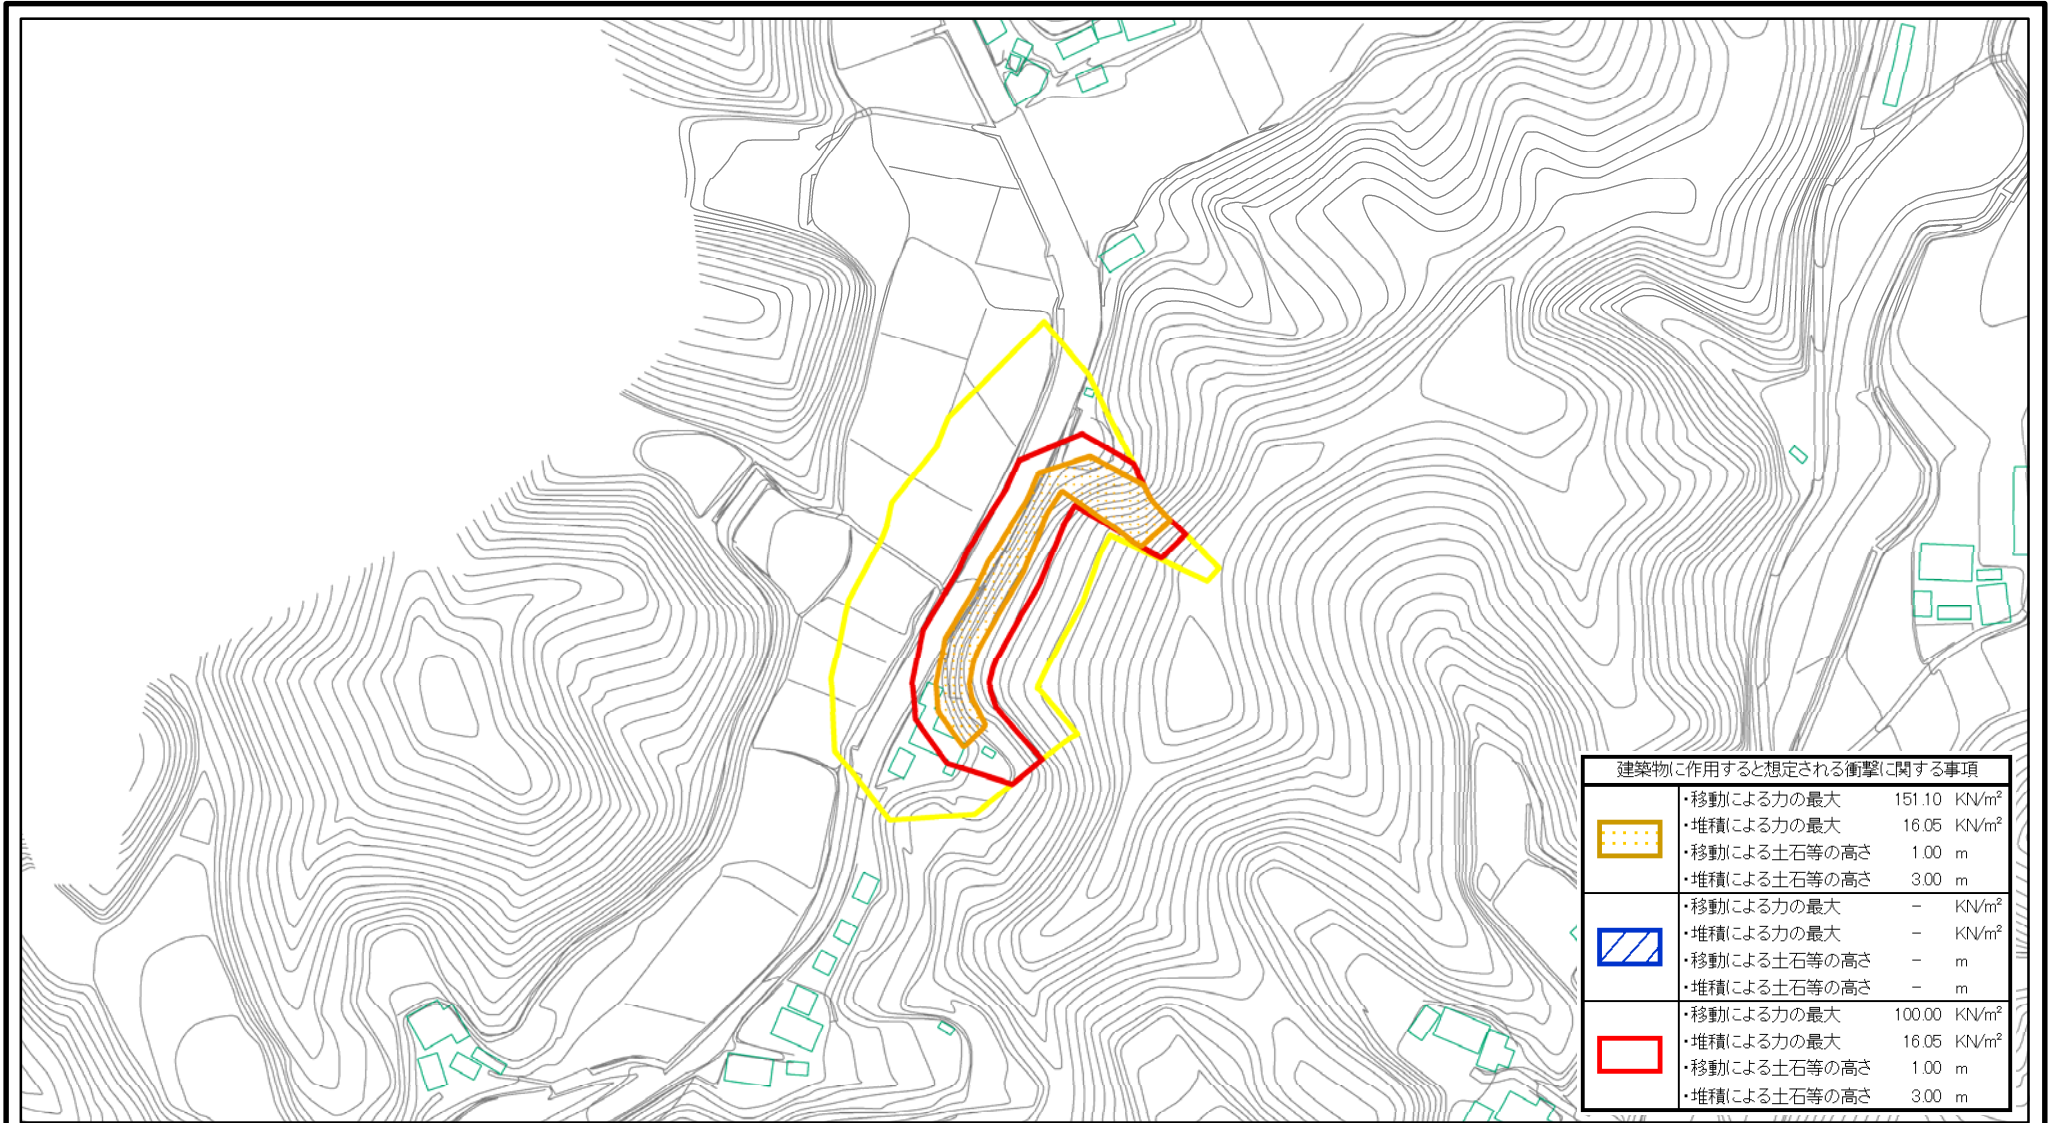 建築物に作用すると想定される衝撃に関する事項
・移動による力の最大 151.10 KN/m²
・堆積による力の最大 16.05 KN/m²
・移動による土石等の高さ 1.00 m
・堆積による土石等の高さ 3.00 m
・移動による力の最大 － KN/m²
・堆積による力の最大 － KN/m²
・移動による土石等の高さ － m
・堆積による土石等の高さ － m
・移動による力の最大 100.00 KN/m²
・堆積による力の最大 16.05 KN/m²
・移動による土石等の高さ 1.00 m
・堆積による土石等の高さ 3.00 m